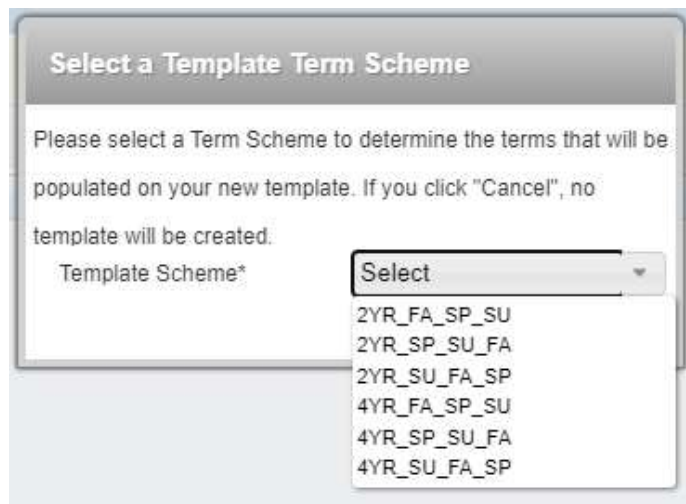 Select a Template Term Scheme
Please select a Term Scheme to determine the terms that will be
populated on your new template. If you click "Cancel", no
template will be created.
Template Scheme* Select
2YR_FA_SP_SU
2YR_SP_SU_FA
2YR_SU_FA_SP
4YR_FA_SP_SU
4YR_SP_SU_FA
4YR_SU_FA_SP